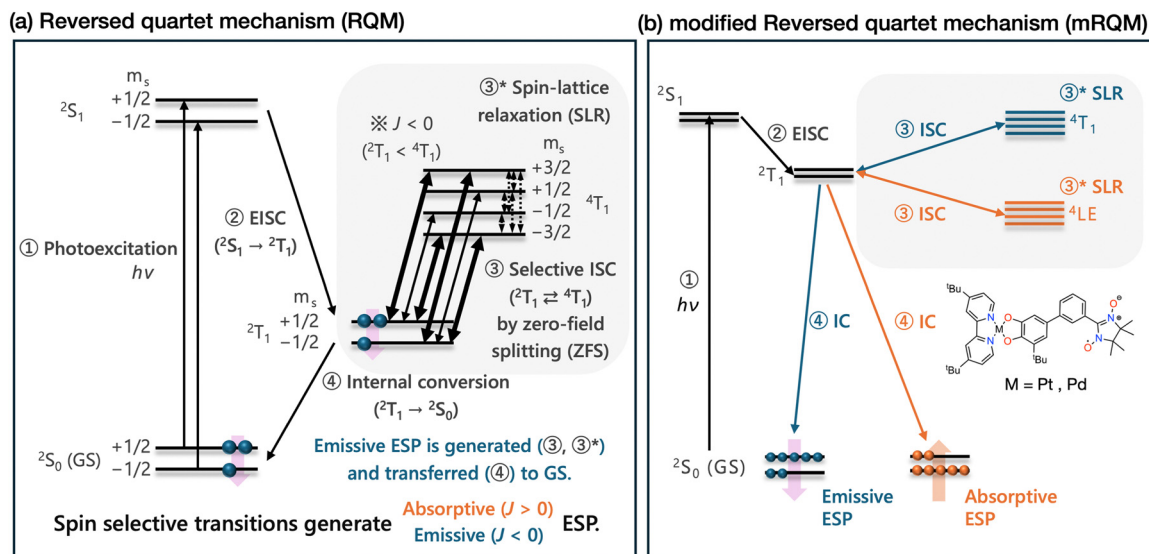 (a) Reversed quartet mechanism (RQM)
mₛ
²S₁
+1/2
−1/2
① Photoexcitation
hν
② EISC
(²S₁ → ²T₁)
※ J < 0
(²T₁ < ⁴T₁)
③* Spin-lattice
relaxation (SLR)
mₛ
+3/2
+1/2
−1/2
−3/2
⁴T₁
③ Selective ISC
(²T₁ ⇄ ⁴T₁)
by zero-field
splitting (ZFS)
mₛ
²T₁
+1/2
−1/2
④ Internal conversion
(²T₁ → ²S₀)
²S₀ (GS)
+1/2
−1/2
Emissive ESP is generated (③, ③*)
and transferred (④) to GS.
Spin selective transitions generate
Absorptive (J > 0)
Emissive (J < 0)
ESP.
(b) modified Reversed quartet mechanism (mRQM)
²S₁
② EISC
²T₁
③ ISC
③* SLR
⁴T₁
③ ISC
③* SLR
⁴LE
①
hν
④ IC
④ IC
ᵗBu
N
N
M
O
O
ᵗBu
ᵗBu
N
O
⊖
⊕
N
O
M = Pt , Pd
²S₀ (GS)
Emissive
ESP
Absorptive
ESP